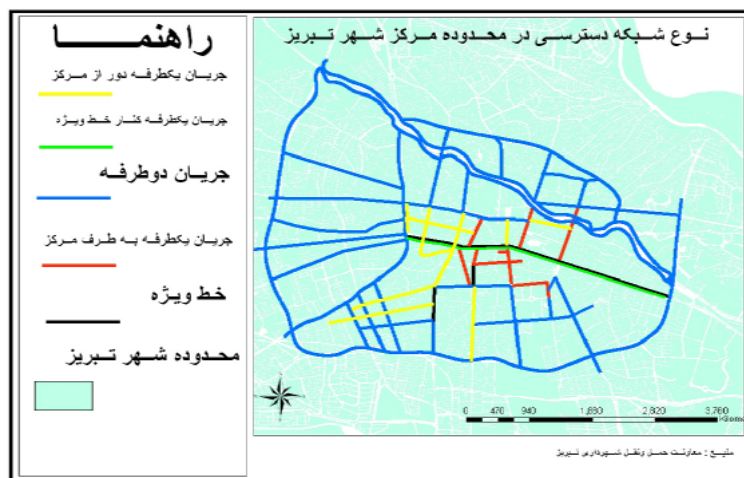 نوع شبکه دسترسی در محدوده مرکز شهر تبریز
راهنما
جریان یکطرفه دور از مرکز
جریان یکطرفه کنار خط ویژه
جریان دوطرفه
جریان یکطرفه به طرف مرکز
خط ویژه
محدوده شهر تبریز
0 470 940 1,880 2,820 3,760
منبع : معاونت حمل ونقل شهرداری تبریز